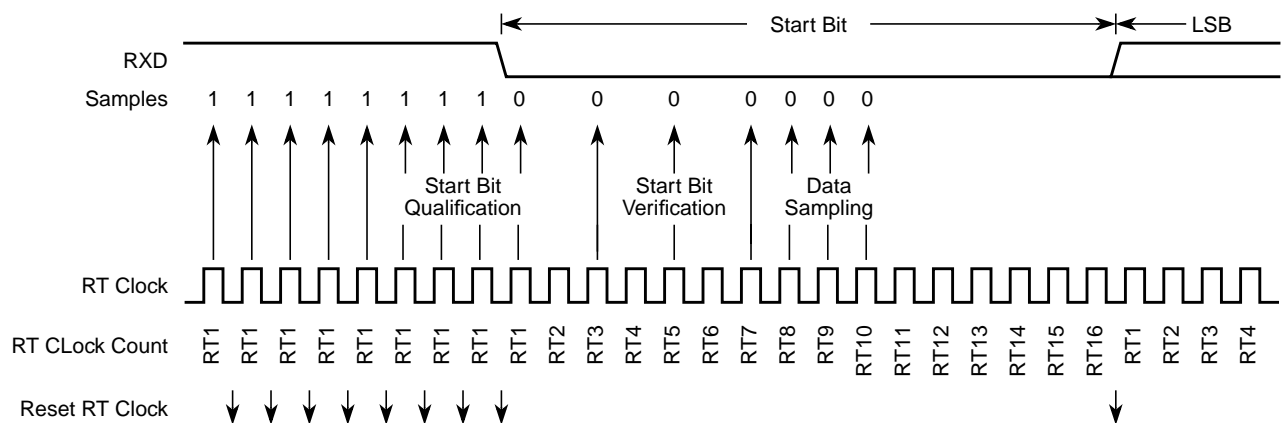 Start Bit LSB
RXD
Samples 1 1 1 1 1 1 1 1 0 0 0 0 0 0 0
Start Bit Qualification
Start Bit Verification
Data Sampling
RT Clock
RT CLock Count RT1 RT1 RT1 RT1 RT1 RT1 RT1 RT1 RT1 RT2 RT3 RT4 RT5 RT6 RT7 RT8 RT9 RT10 RT11 RT12 RT13 RT14 RT15 RT16 RT1 RT2 RT3 RT4
Reset RT Clock